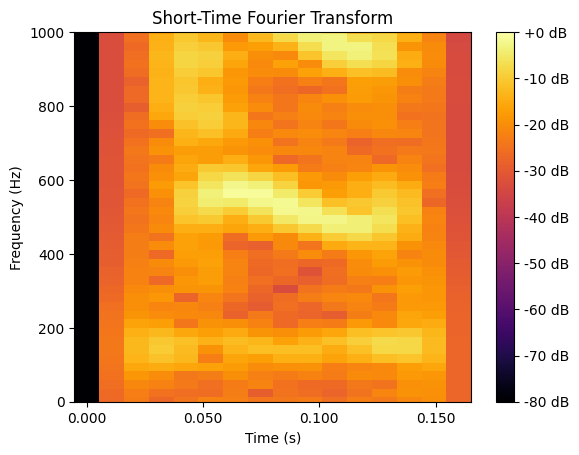 Short-Time Fourier Transform
Frequency (Hz)
1000
800
600
400
200
0
0.000
0.050
0.100
0.150
Time (s)
+0 dB
-10 dB
-20 dB
-30 dB
-40 dB
-50 dB
-60 dB
-70 dB
-80 dB